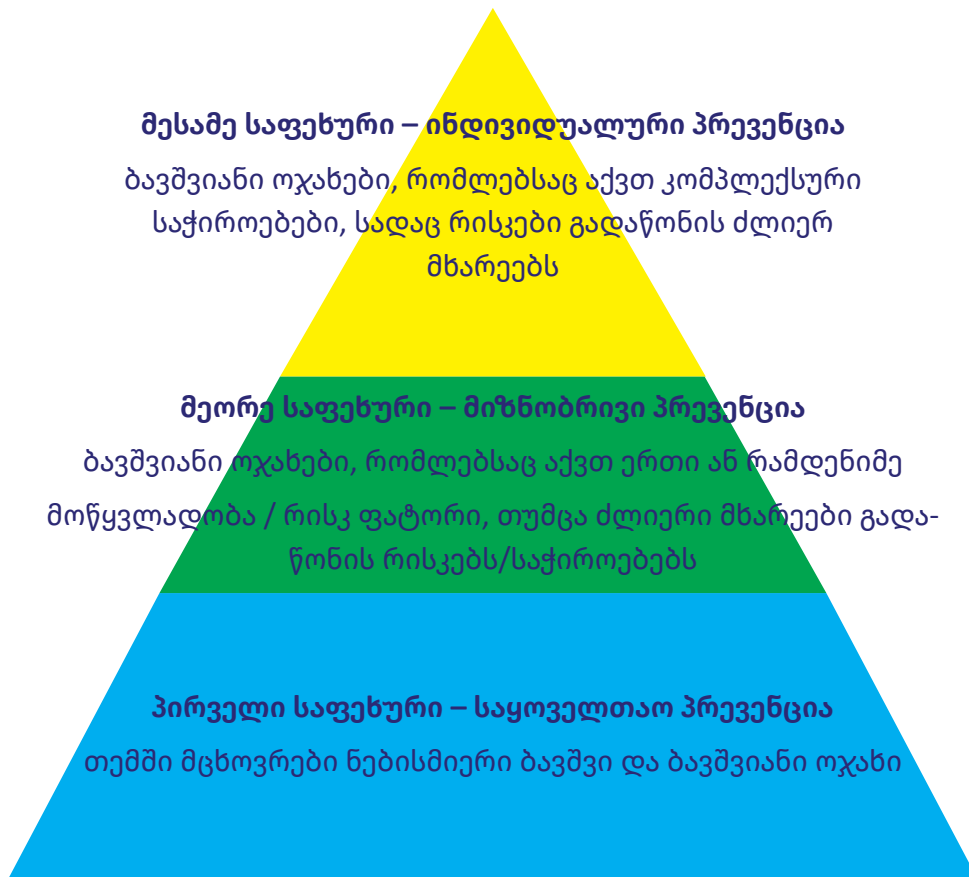 მესამე საფეხური – ინდივიდუალური პრევენცია
ბავშვიანი ოჯახები, რომლებსაც აქვთ კომპლექსური
საჭიროებები, სადაც რისკები გადაწონის ძლიერ
მხარეებს
მეორე საფეხური – მიზნობრივი პრევენცია
ბავშვიანი ოჯახები, რომლებსაც აქვთ ერთი ან რამდენიმე
მოწყვლადობა / რისკ ფატორი, თუმცა ძლიერი მხარეები გადა-
წონის რისკებს/საჭიროებებს
პირველი საფეხური – საყოველთაო პრევენცია
თემში მცხოვრები ნებისმიერი ბავშვი და ბავშვიანი ოჯახი